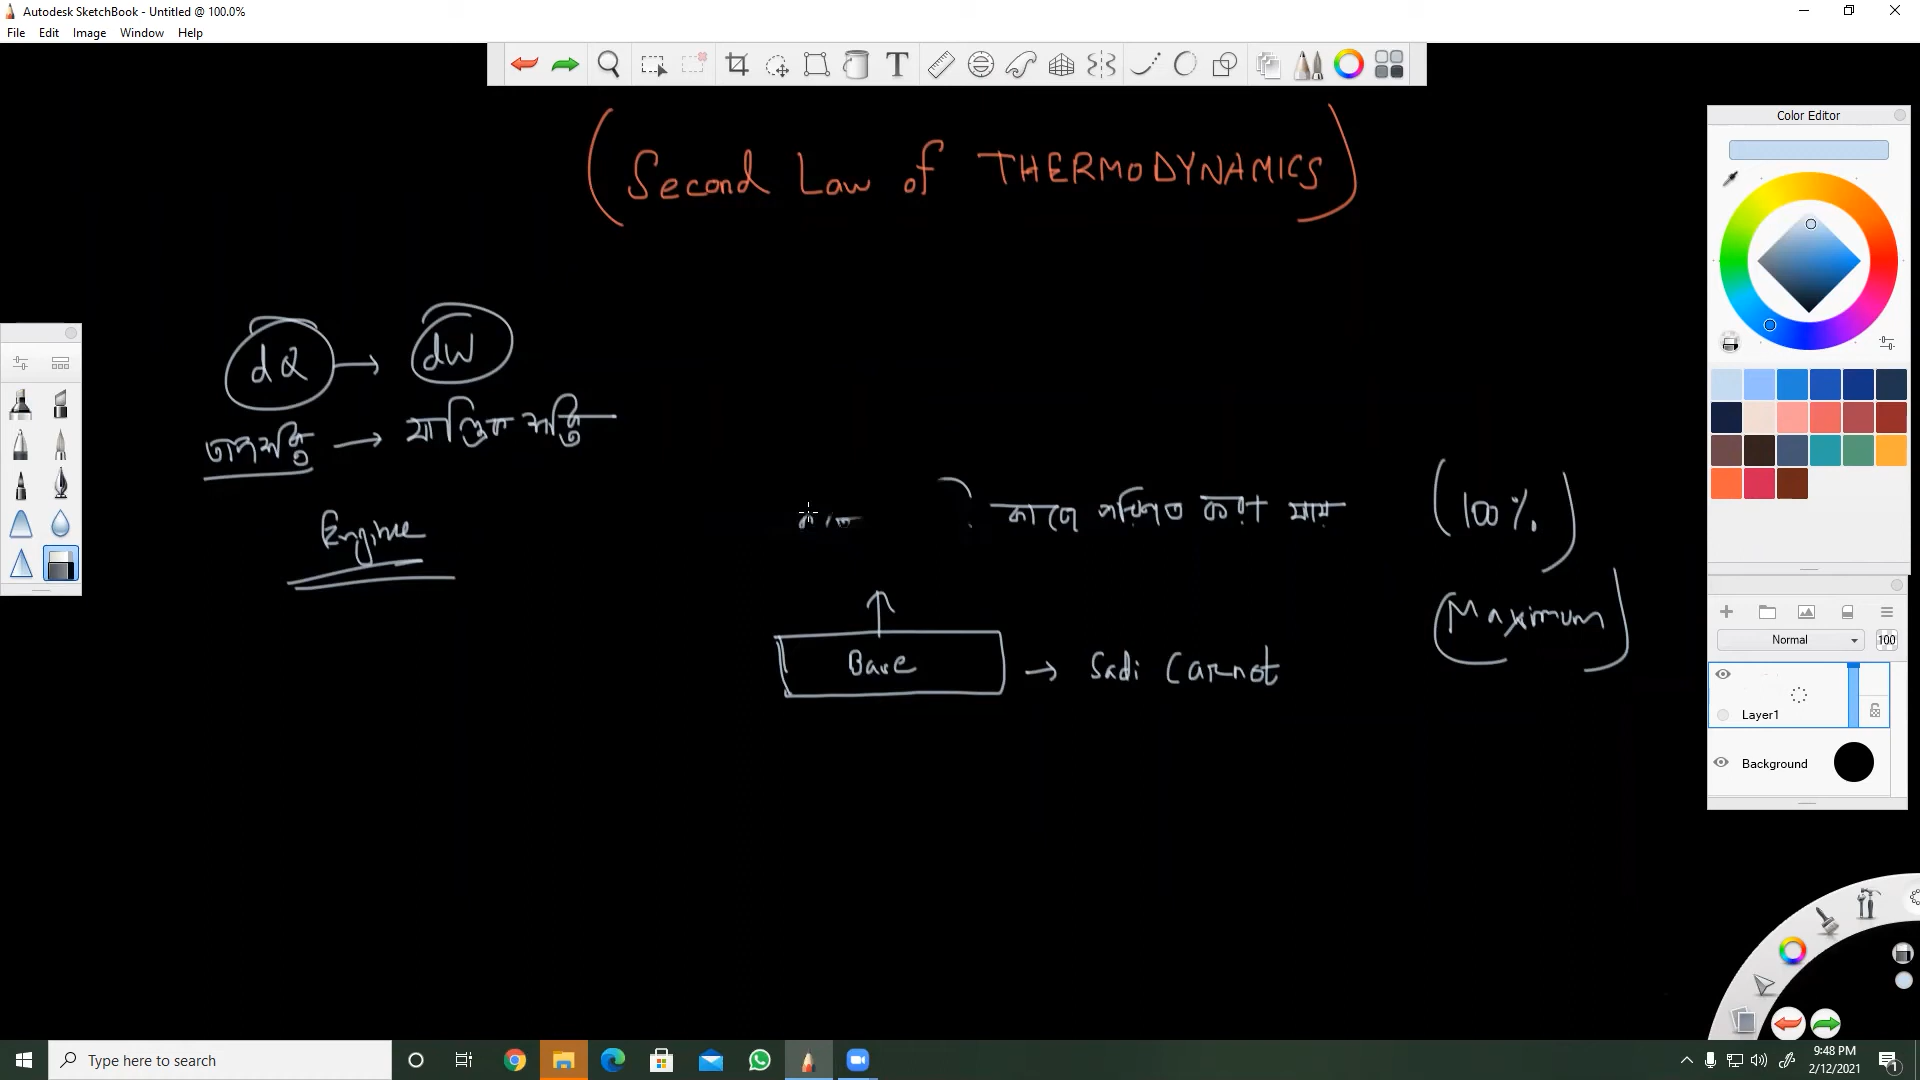 Autodesk SketchBook - Untitled @ 100.0%
File Edit Image Window Help
(Second Law of THERMODYNAMICS)
dQ → dW
তাপশক্তি → যান্ত্রিক শক্তি
Engine
কাজে পরিণত করা যায় (100%)
(Maximum)
Base → Sadi Carnot
Color Editor
Normal
100
Layer1
Background
Type here to search
9:48 PM
2/12/2021
1